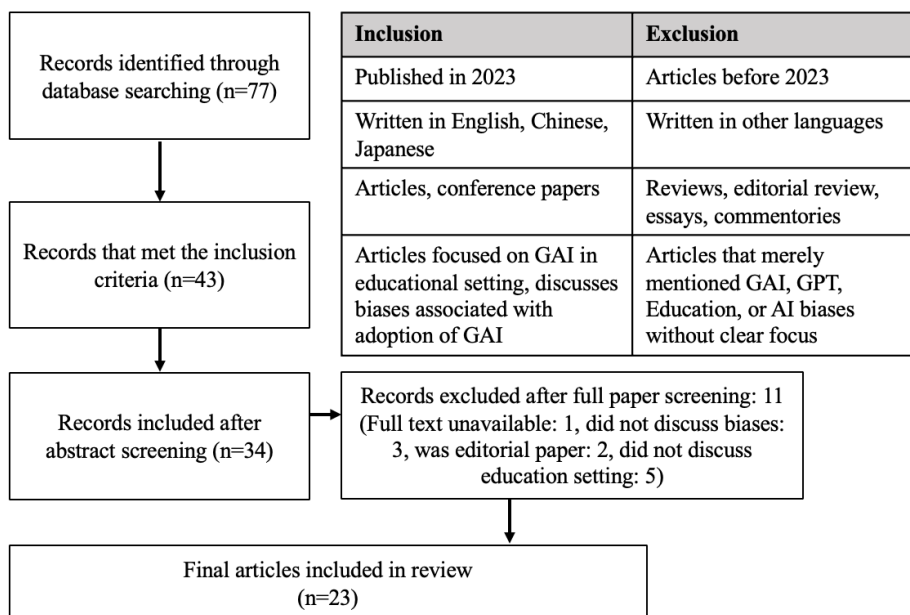 Records identified through
database searching (n=77)
Records that met the inclusion
criteria (n=43)
Records included after
abstract screening (n=34)
Records excluded after full paper screening: 11
(Full text unavailable: 1, did not discuss biases:
3, was editorial paper: 2, did not discuss
education setting: 5)
Final articles included in review
(n=23)
Inclusion
Exclusion
Published in 2023
Articles before 2023
Written in English, Chinese,
Japanese
Written in other languages
Articles, conference papers
Reviews, editorial review,
essays, commentories
Articles focused on GAI in
educational setting, discusses
biases associated with
adoption of GAI
Articles that merely
mentioned GAI, GPT,
Education, or AI biases
without clear focus